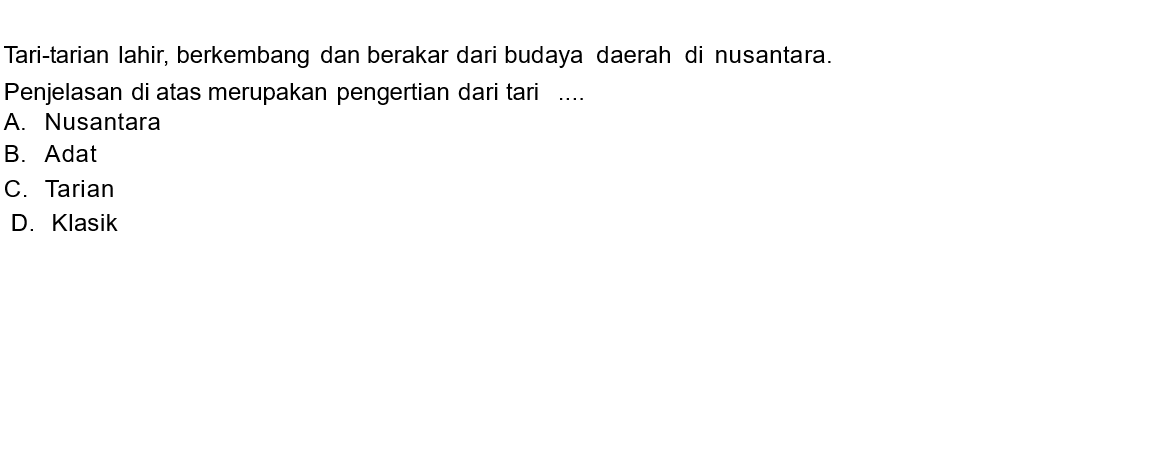 Tari-tarian lahir, berkembang dan berakar dari budaya daerah di nusantara.
Penjelasan di atas merupakan pengertian dari tari ....
A. Nusantara
B. Adat
C. Tarian
D. Klasik